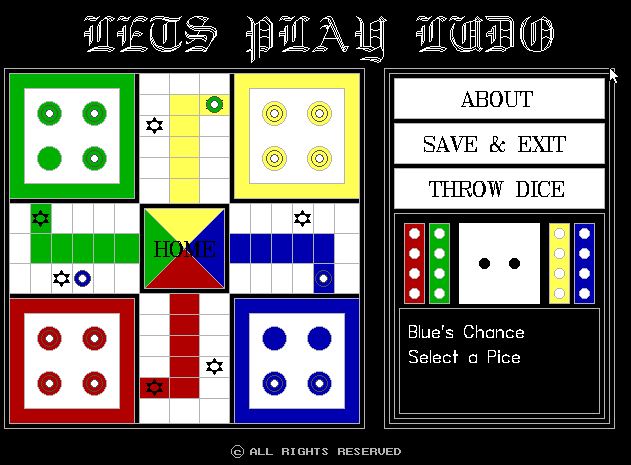 LETS PLAY LUDO
ABOUT
SAVE & EXIT
THROW DICE
HOME
Blue's Chance
Select a Pice
© ALL RIGHTS RESERVED